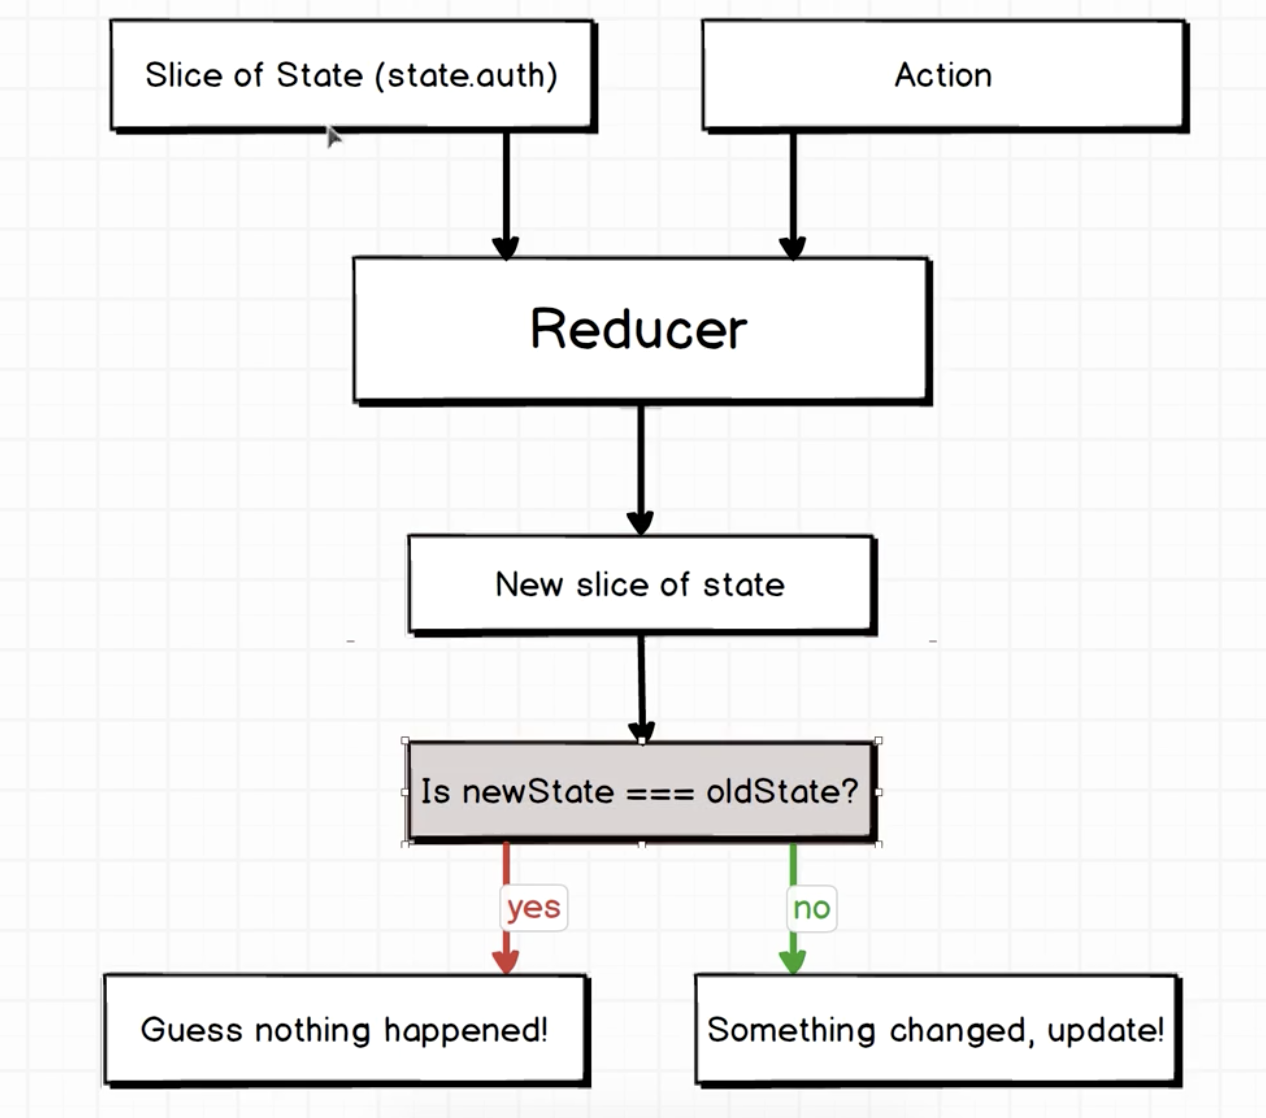 Slice of State (state.auth)
Action
Reducer
New slice of state
Is newState === oldState?
yes
no
Guess nothing happened!
Something changed, update!